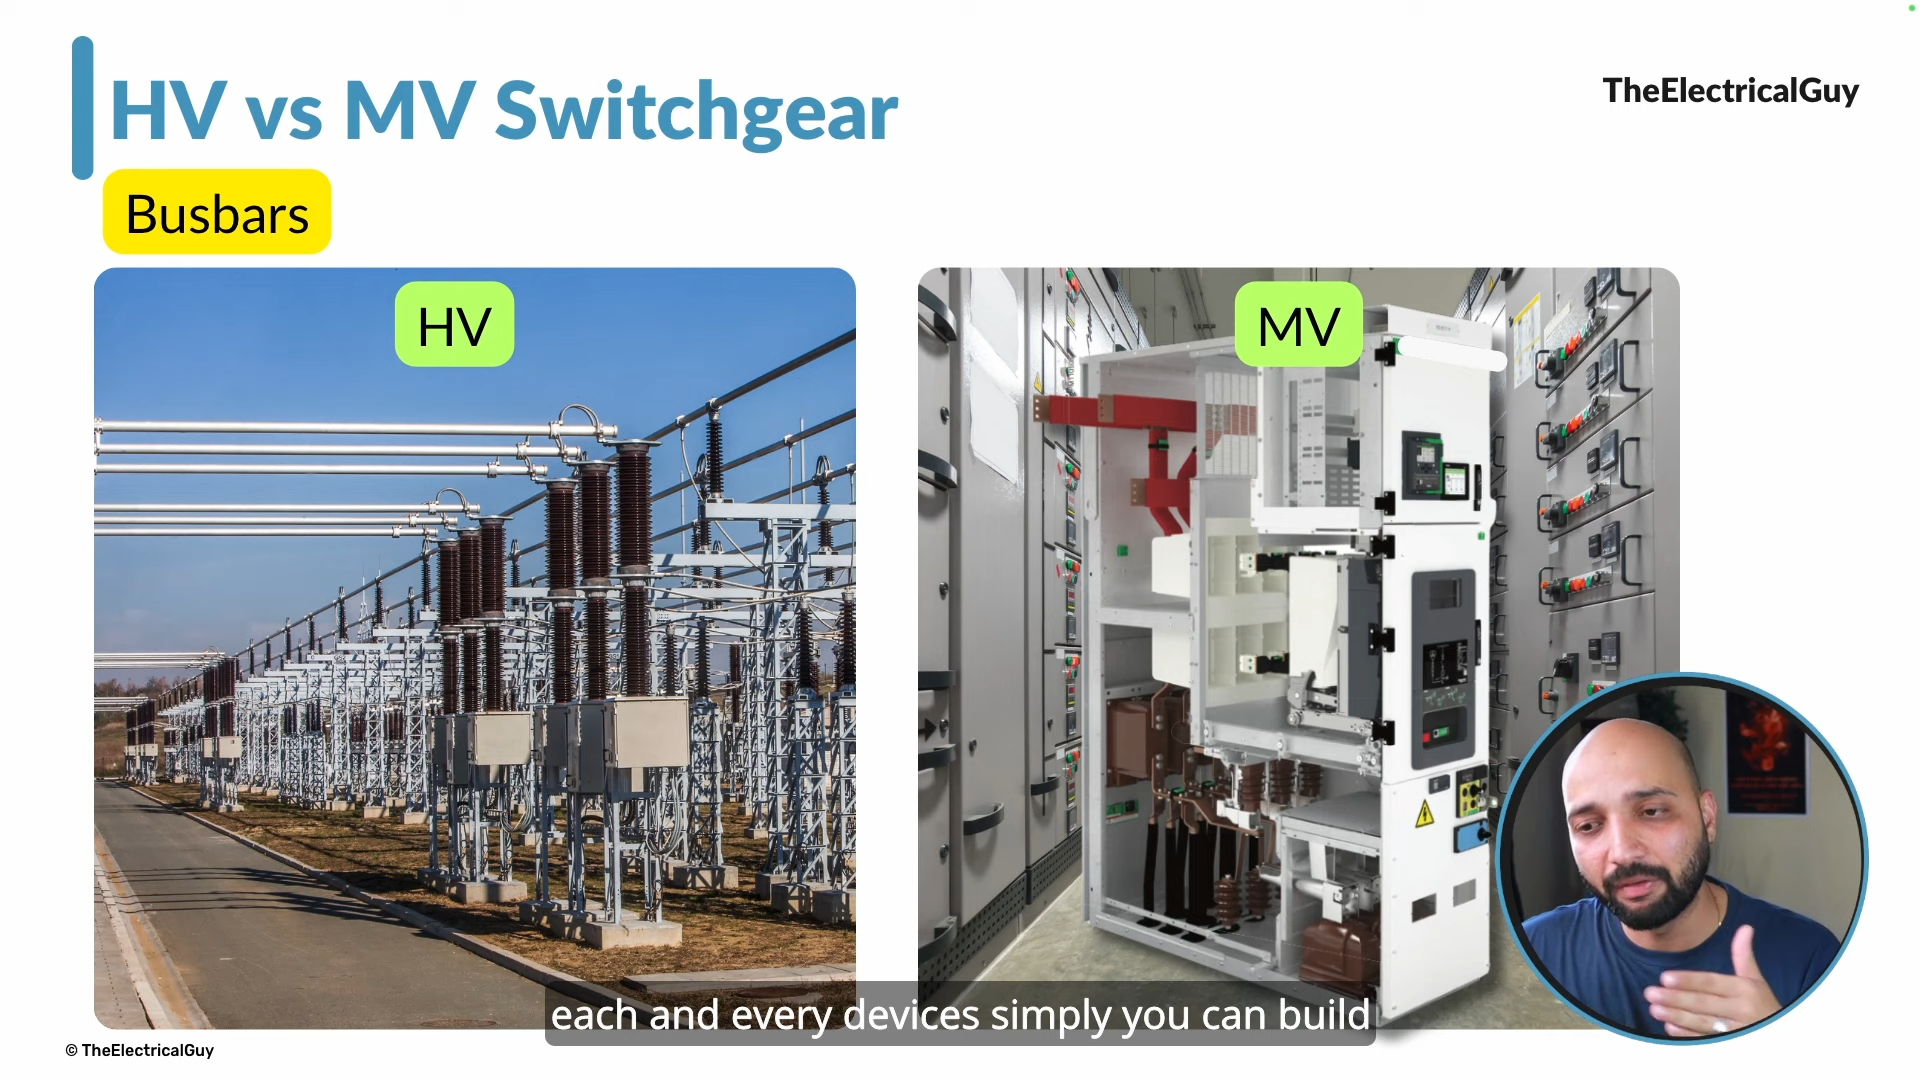 HV vs MV Switchgear
TheElectricalGuy
Busbars
HV
MV
each and every devices simply you can build
© TheElectricalGuy